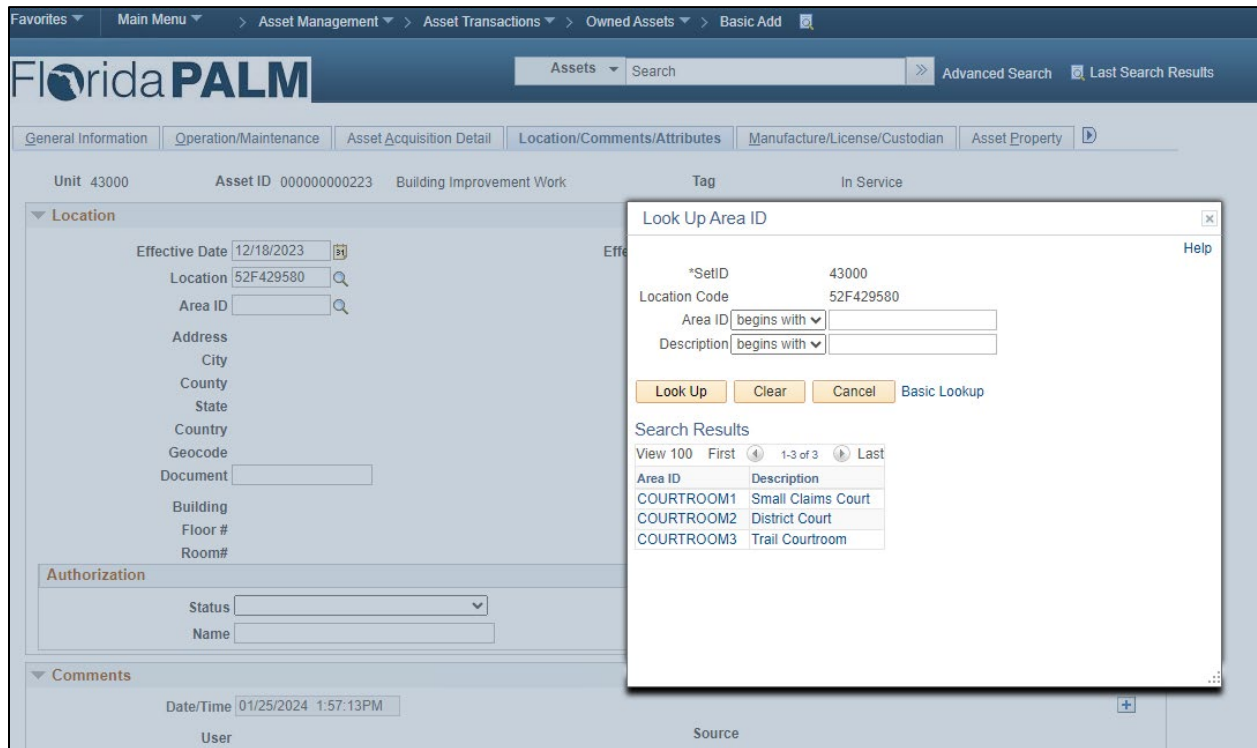 Favorites Main Menu > Asset Management > Asset Transactions > Owned Assets > Basic Add
Florida PALM
Assets Search » Advanced Search Last Search Results
General Information Operation/Maintenance Asset Acquisition Detail Location/Comments/Attributes Manufacture/License/Custodian Asset Property
Unit 43000 Asset ID 000000000223 Building Improvement Work Tag In Service
Location
Effective Date 12/18/2023 31 Effe
Location 52F429580
Area ID
Address
City
County
State
Country
Geocode
Document
Building
Floor #
Room#
Authorization
Status
Name
Comments
Date/Time 01/25/2024 1:57:13PM +
User Source
Look Up Area ID x
Help
*SetID 43000
Location Code 52F429580
Area ID begins with
Description begins with
Look Up Clear Cancel Basic Lookup
Search Results
View 100 First 1-3 of 3 Last
Area ID Description
COURTROOM1 Small Claims Court
COURTROOM2 District Court
COURTROOM3 Trail Courtroom